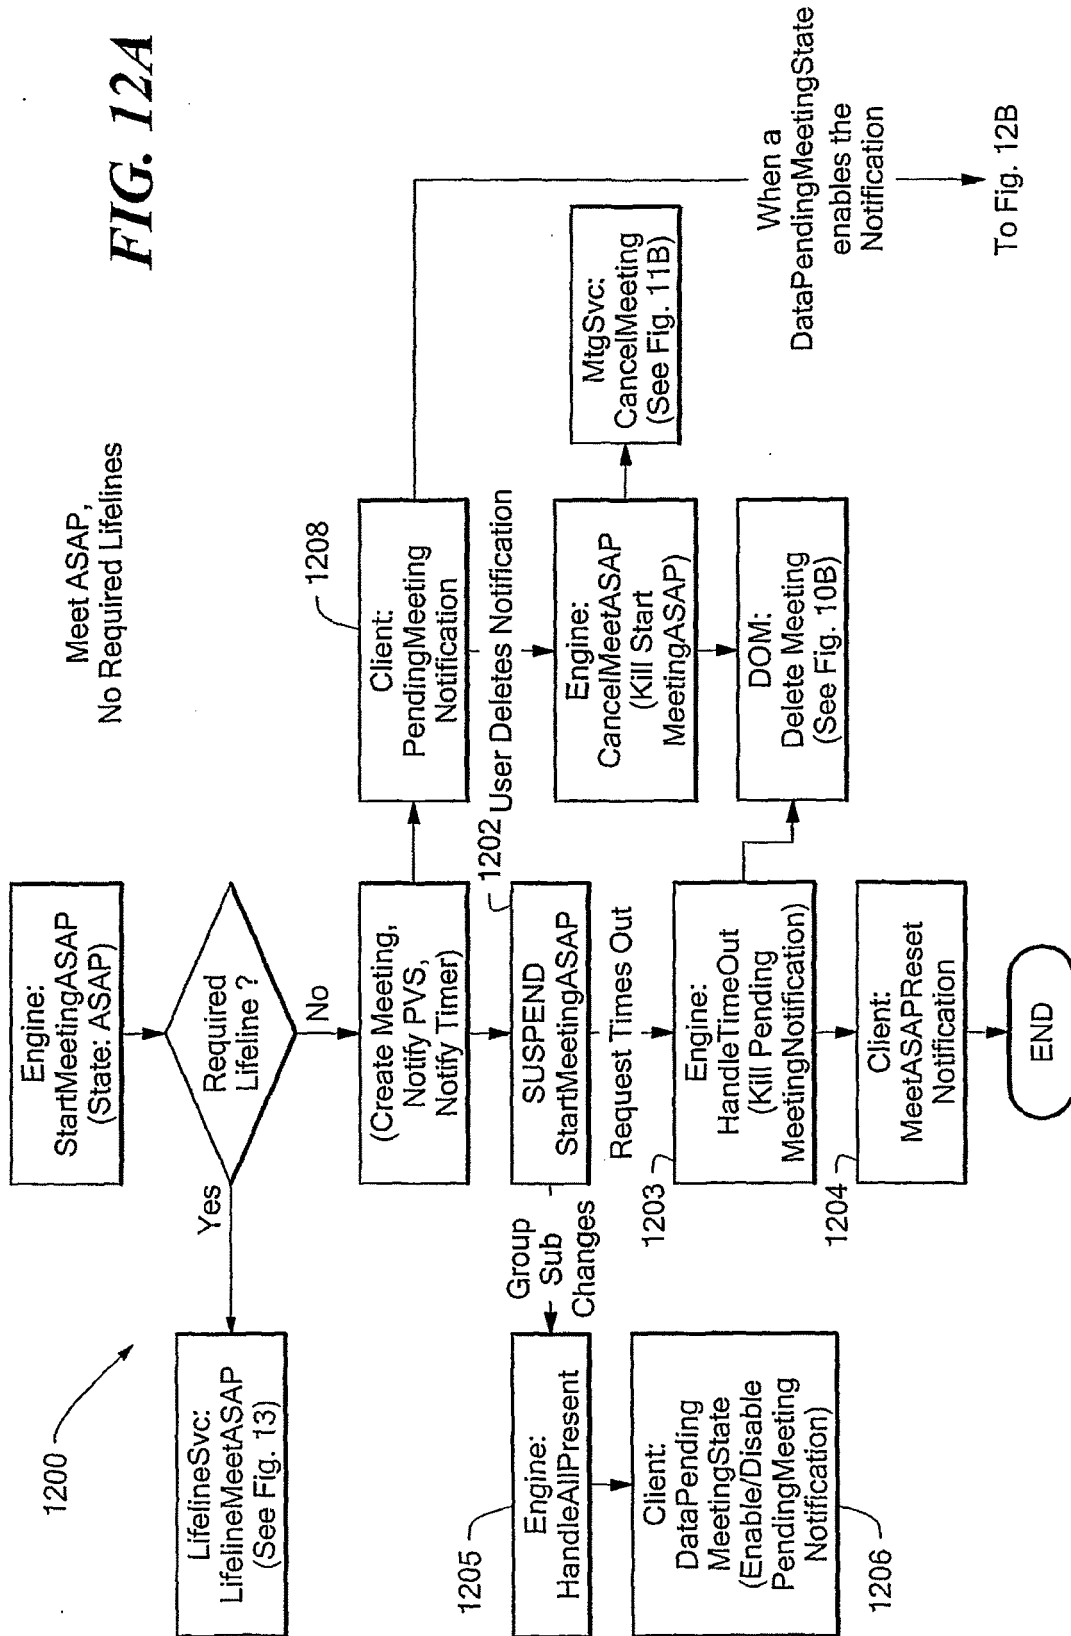 FIG. 12A
Meet ASAP,
No Required Lifelines
1200
Engine:
StartMeetingASAP
(State: ASAP)
Required
Lifeline ?
Yes
No
LifelineSvc:
LifelineMeetASAP
(See Fig. 13)
(Create Meeting,
Notify PVS,
Notify Timer)
1208
Client:
PendingMeeting
Notification
When a
DataPendingMeetingState
enables the
Notification
To Fig. 12B
User Deletes Notification
1202
SUSPEND
StartMeetingASAP
Group
Sub
Changes
1205
Engine:
HandleAllPresent
Client:
DataPending
MeetingState
(Enable/Disable
PendingMeeting
Notification)
1206
Engine:
CancelMeetASAP
(Kill Start
MeetingASAP)
MtgSvc:
CancelMeeting
(See Fig. 11B)
Request Times Out
1203
Engine:
HandleTimeOut
(Kill Pending
MeetingNotification)
DOM:
Delete Meeting
(See Fig. 10B)
1204
Client:
MeetASAPReset
Notification
END